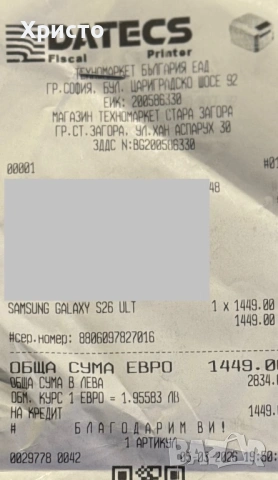 DATECS
Fiscal Printer
ТЕХНОМАРКЕТ БЪЛГАРИЯ ЕАД
ГР.СОФИЯ, БУЛ. ЦАРИГРАДСКО ШОСЕ 92
ЕИК: 200586330
МАГАЗИН ТЕХНОМАРКЕТ СТАРА ЗАГОРА
ГР.СТ.ЗАГОРА, УЛ.ХАН АСПАРУХ 30
ЗДДС N:BG200586330
00001 #01
48
SAMSUNG GALAXY S26 ULT 1 x 1449.00
1449.00
#сер.номер: 8806097827016
ОБЩА СУМА ЕВРО 1449.00
ОБЩА СУМА В ЛЕВА 2834.
ОБМ. КУРС 1 ЕВРО = 1.95583 ЛВ
НА КРЕДИТ 1449.
# БЛАГОДАРИМ ВИ!
1 АРТИКУЛ
0029778 0042